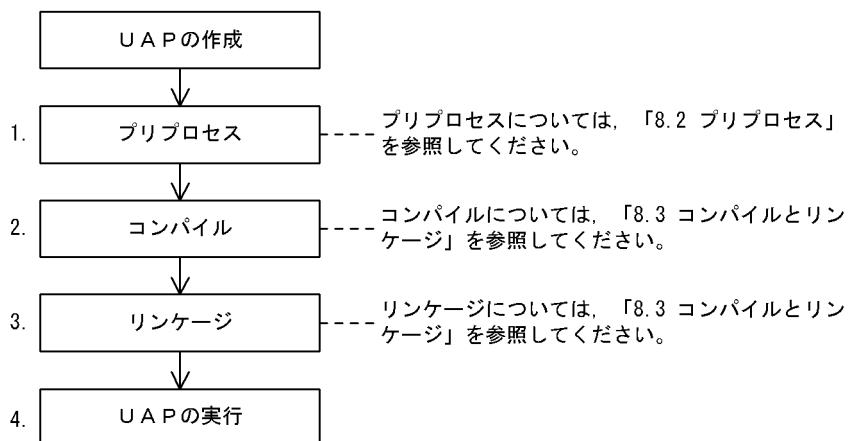 ＵＡＰの作成
1.
プリプロセス
プリプロセスについては，「8.2 プリプロセス」
を参照してください。
2.
コンパイル
コンパイルについては，「8.3 コンパイルとリン
ケージ」を参照してください。
3.
リンケージ
リンケージについては，「8.3 コンパイルとリン
ケージ」を参照してください。
4.
ＵＡＰの実行